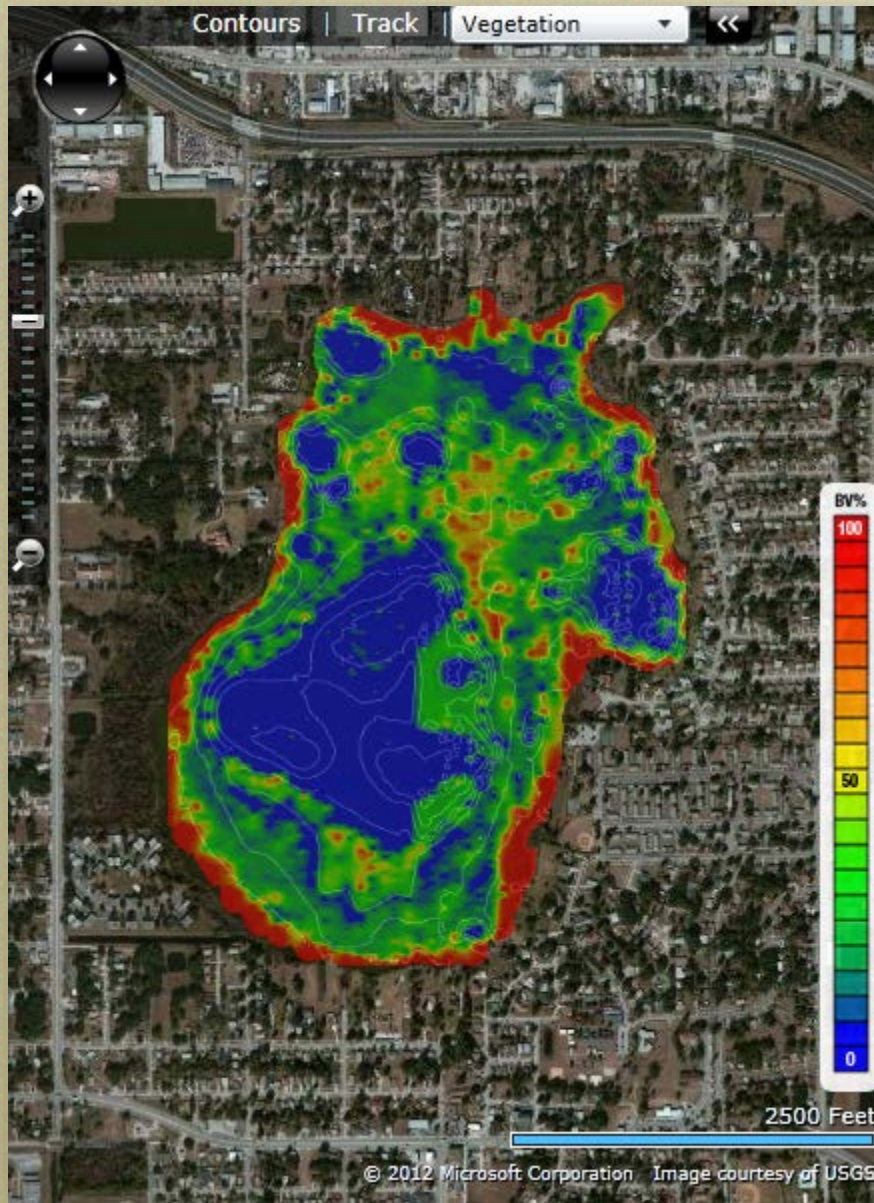 Contours | Track | Vegetation
BV%
100
50
0
2500 Feet
© 2012 Microsoft Corporation Image courtesy of USGS